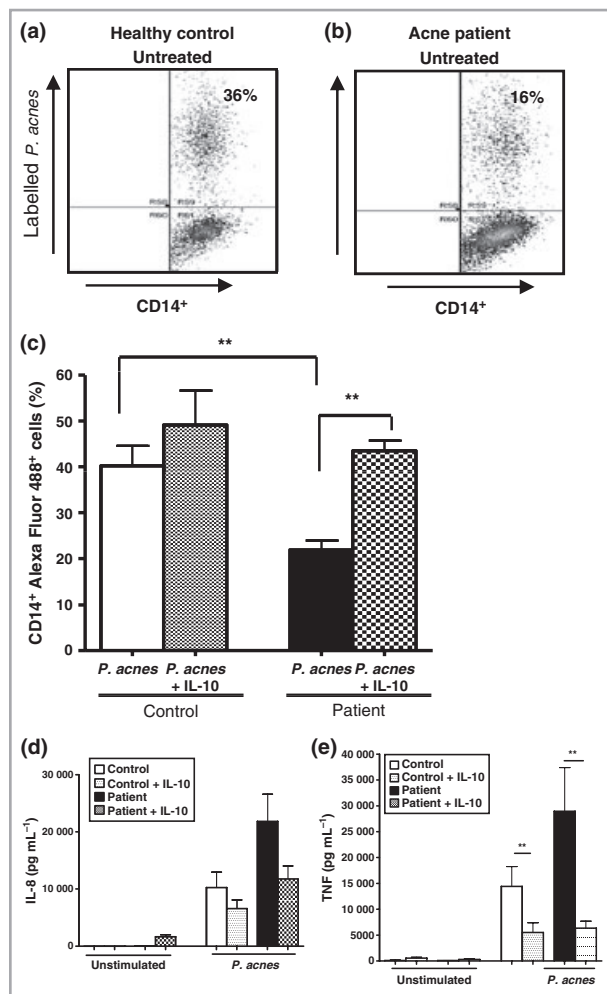 (a)
Healthy control
Untreated
36%
Labelled P. acnes
CD14+
(b)
Acne patient
Untreated
16%
CD14+
(c)
**
**
60
50
40
30
20
10
0
CD14+ Alexa Fluor 488+ cells (%)
P. acnes
P. acnes
+ IL-10
P. acnes
P. acnes
+ IL-10
Control
Patient
(d)
Control
Control + IL-10
Patient
Patient + IL-10
30 000
20 000
10 000
0
IL-8 (pg mL−1)
Unstimulated
P. acnes
(e)
Control
Control + IL-10
Patient
Patient + IL-10
**
**
40 000
35 000
30 000
25 000
20 000
15 000
10 000
5000
0
TNF (pg mL−1)
Unstimulated
P. acnes